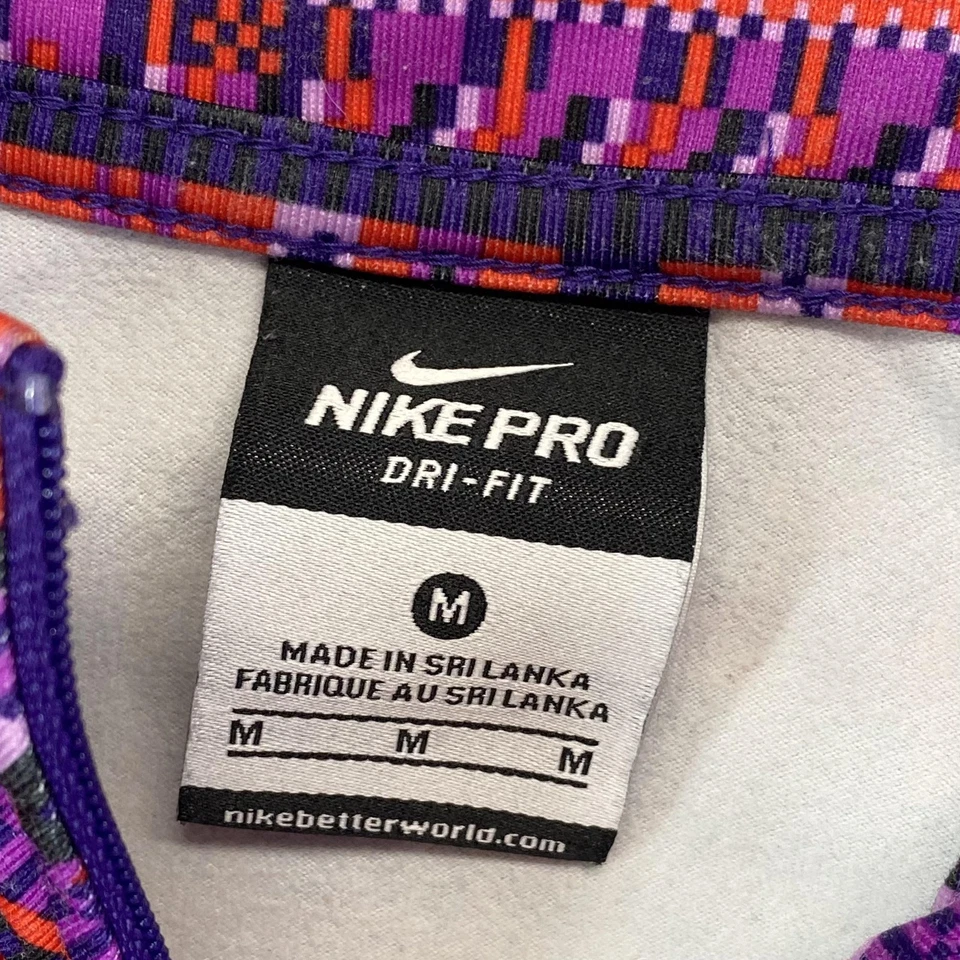 NIKE PRO
DRI-FIT
M
MADE IN SRI LANKA
FABRIQUE AU SRI LANKA
M M M
nikebetterworld.com